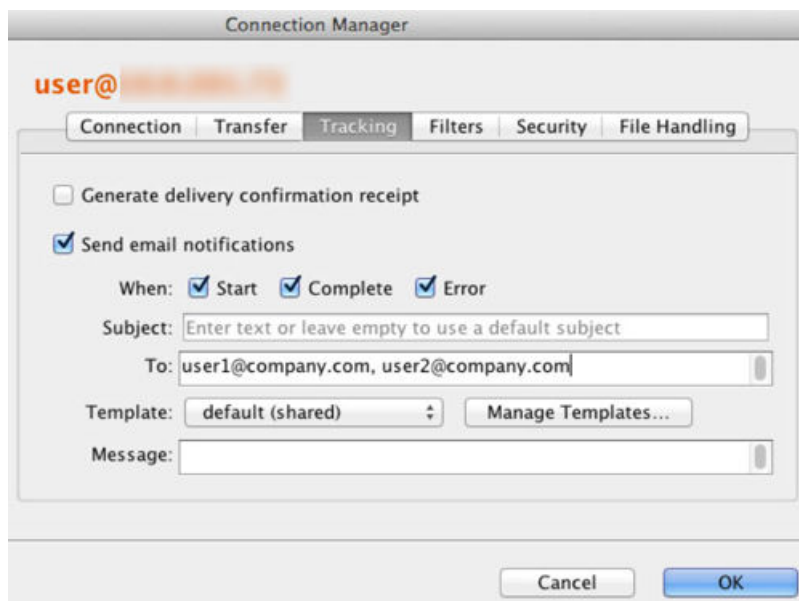 Connection Manager
user@
Connection Transfer Tracking Filters Security File Handling
Generate delivery confirmation receipt
Send email notifications
When: Start Complete Error
Subject: Enter text or leave empty to use a default subject
To: user1@company.com, user2@company.com
Template: default (shared) Manage Templates...
Message:
Cancel OK